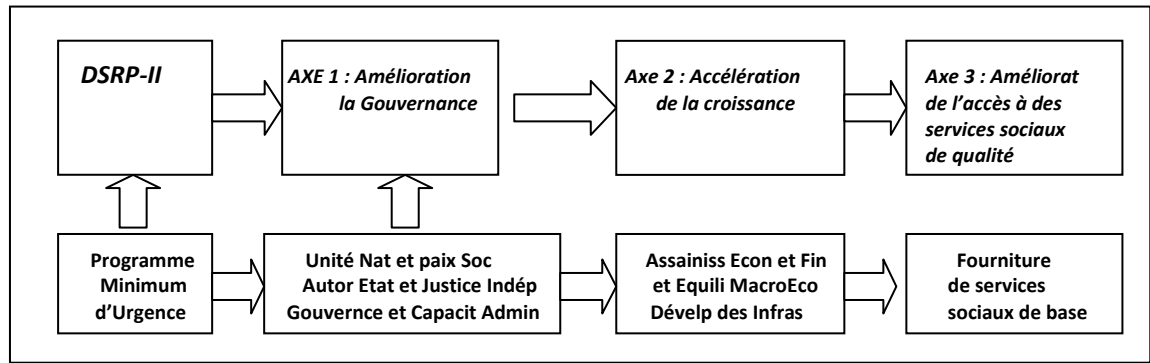 DSRP-II
AXE 1 : Amélioration
la Gouvernance
Axe 2 : Accélération
de la croissance
Axe 3 : Améliorat
de l’accès à des
services sociaux
de qualité
Programme
Minimum
d’Urgence
Unité Nat et paix Soc
Autor Etat et Justice Indép
Gouvernce et Capacit Admin
Assainiss Econ et Fin
et Equili MacroEco
Dévelp des Infras
Fourniture
de services
sociaux de base